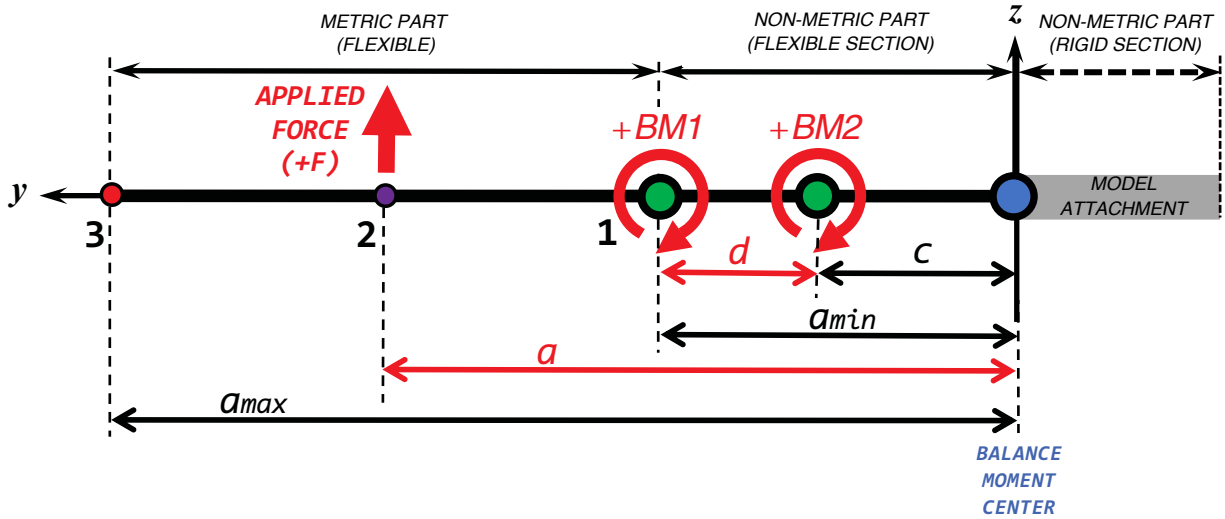 METRIC PART
(FLEXIBLE)
NON-METRIC PART
(FLEXIBLE SECTION)
z
NON-METRIC PART
(RIGID SECTION)
APPLIED
FORCE
(+F)
+BM1
+BM2
y
3
2
1
MODEL
ATTACHMENT
d
c
amin
a
amax
BALANCE
MOMENT
CENTER